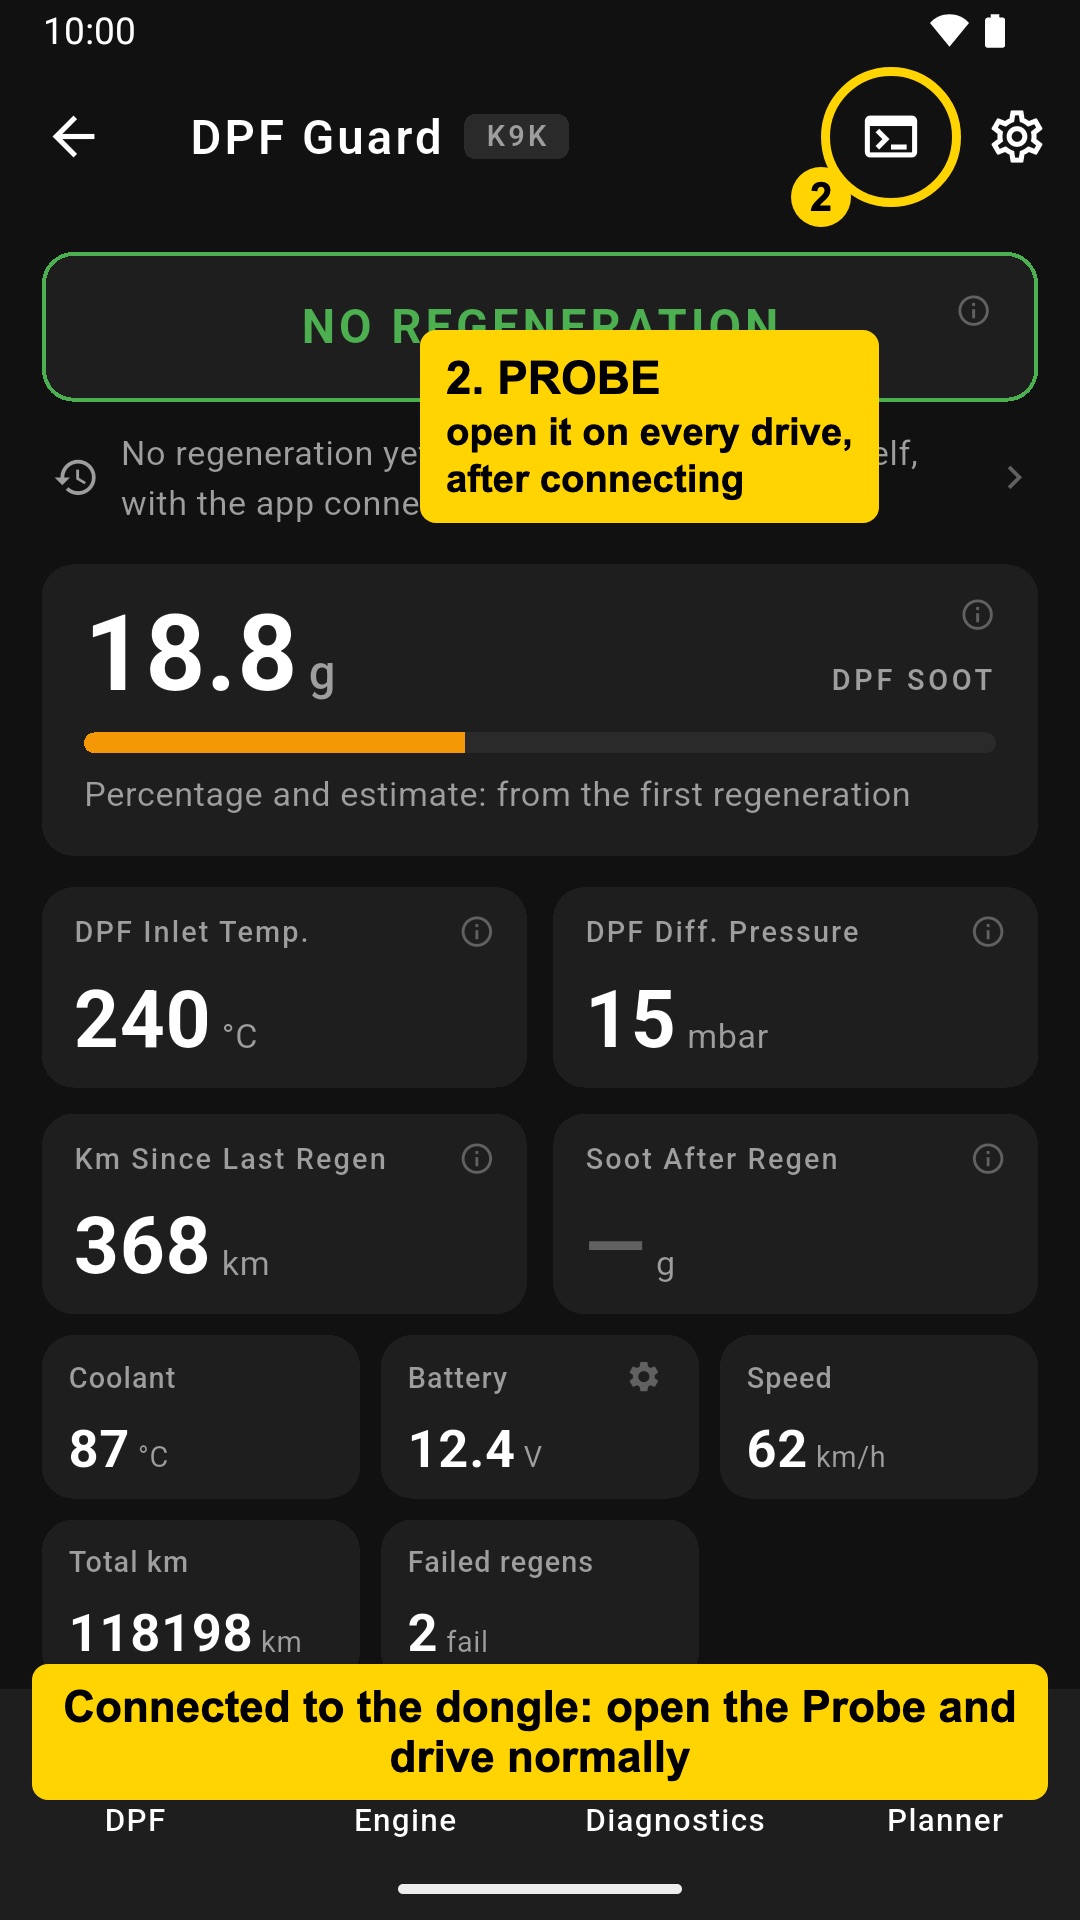 10:00
DPF Guard K9K
2
NO REGENERATION
2. PROBE
open it on every drive,
after connecting
No regeneration yet elf,
with the app conne
18.8 g
DPF SOOT
Percentage and estimate: from the first regeneration
DPF Inlet Temp.
240 °C
DPF Diff. Pressure
15 mbar
Km Since Last Regen
368 km
Soot After Regen
— g
Coolant
87 °C
Battery
12.4 V
Speed
62 km/h
Total km
118198 km
Failed regens
2 fail
Connected to the dongle: open the Probe and
drive normally
DPF
Engine
Diagnostics
Planner